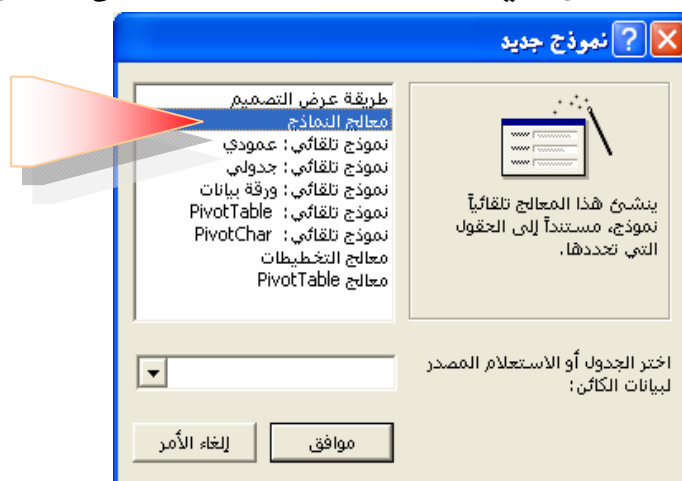 نموذج جديد
طريقة عرض التصميم
معالج النماذج
نموذج تلقائي: عمودي
نموذج تلقائي: جدولي
نموذج تلقائي: ورقة بيانات
نموذج تلقائي: PivotTable
نموذج تلقائي: PivotChar
معالج التخطيطات
معالج PivotTable
ينشئ هذا المعالج تلقائياً
نموذج، مستنداً إلى الحقول
التي تحددها.
اختر الجدول أو الاستعلام المصدر
لبيانات الكائن:
موافق
إلغاء الأمر